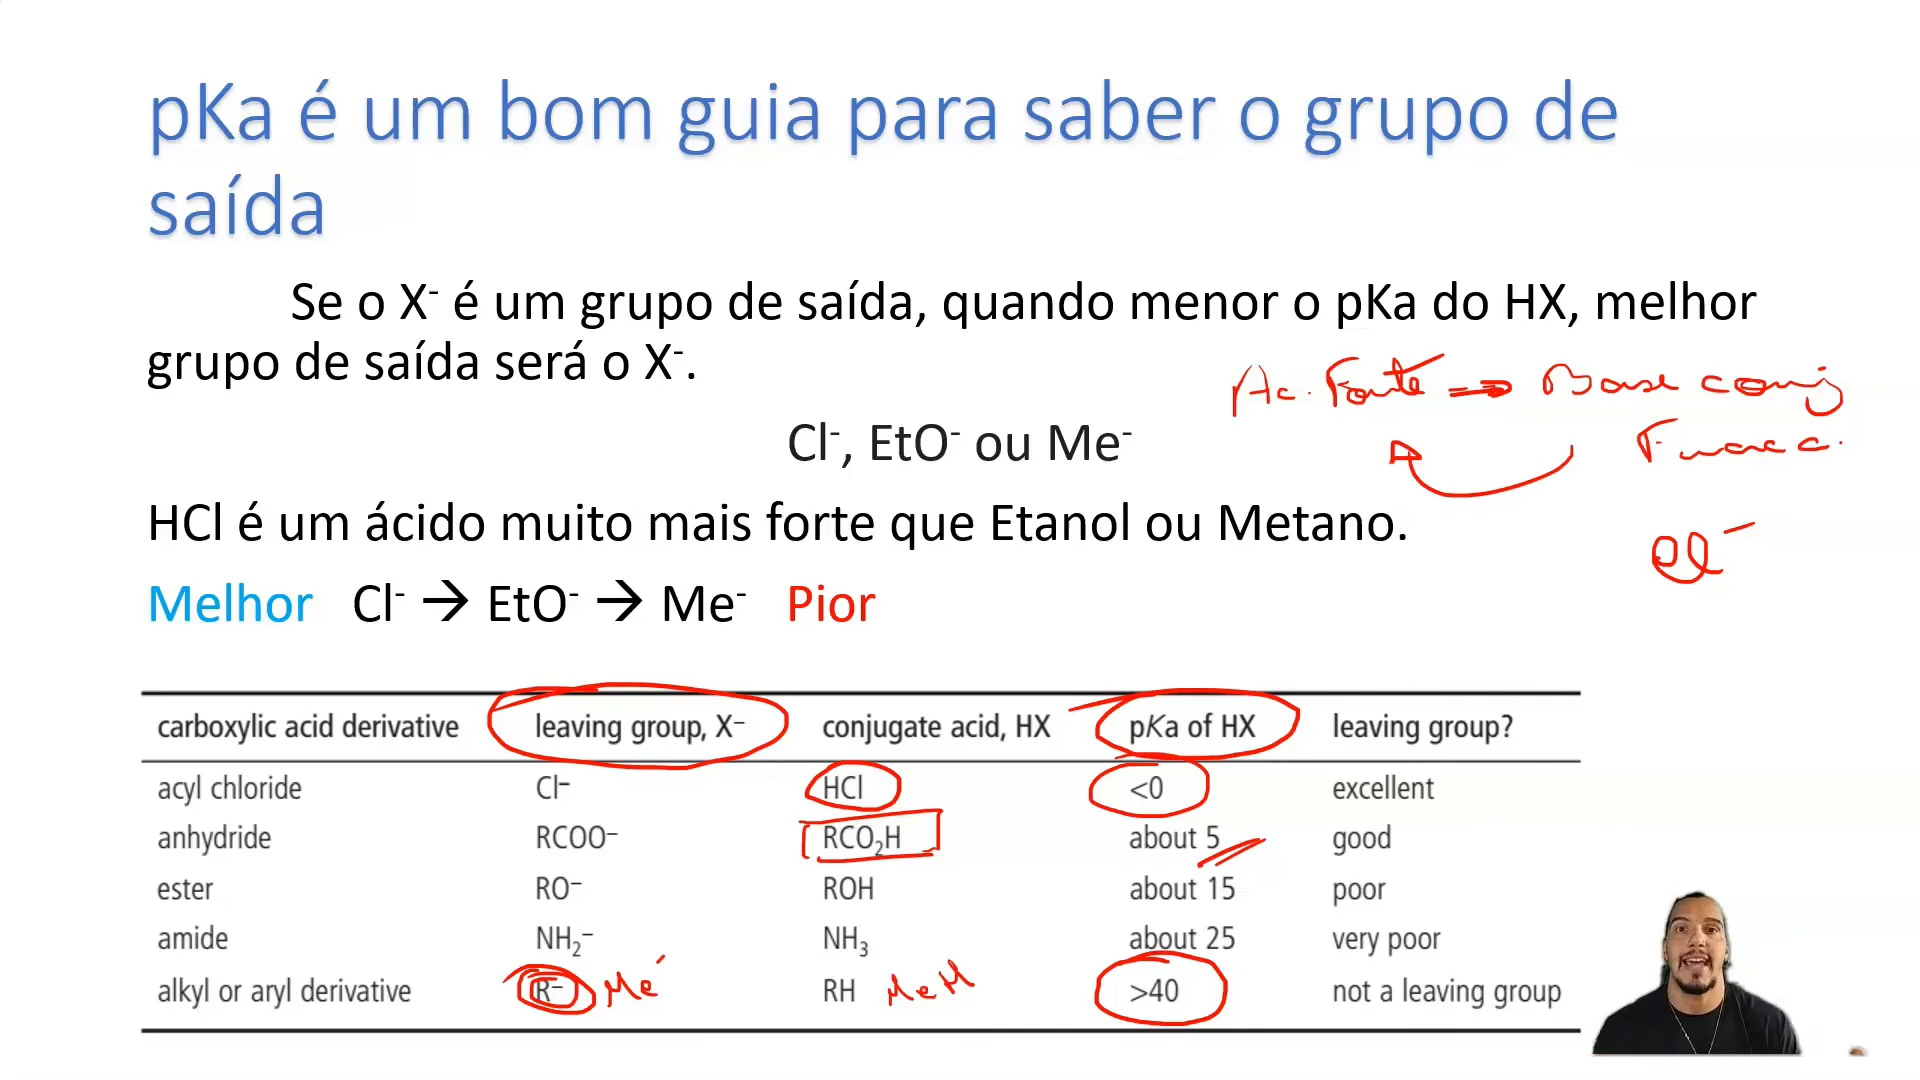 pKa é um bom guia para saber o grupo de
saída
Se o X⁻ é um grupo de saída, quando menor o pKa do HX, melhor
grupo de saída será o X⁻.
Ac. Forte ⇒ Base conj
Fraca.
Cl⁻, EtO⁻ ou Me⁻
HCl é um ácido muito mais forte que Etanol ou Metano.
Cl⁻
Melhor Cl⁻ → EtO⁻ → Me⁻ Pior
carboxylic acid derivative leaving group, X⁻ conjugate acid, HX pKa of HX leaving group?
acyl chloride Cl⁻ HCl <0 excellent
anhydride RCOO⁻ RCO₂H about 5 good
ester RO⁻ ROH about 15 poor
amide NH₂⁻ NH₃ about 25 very poor
alkyl or aryl derivative R⁻ Me⁻ RH MeH >40 not a leaving group